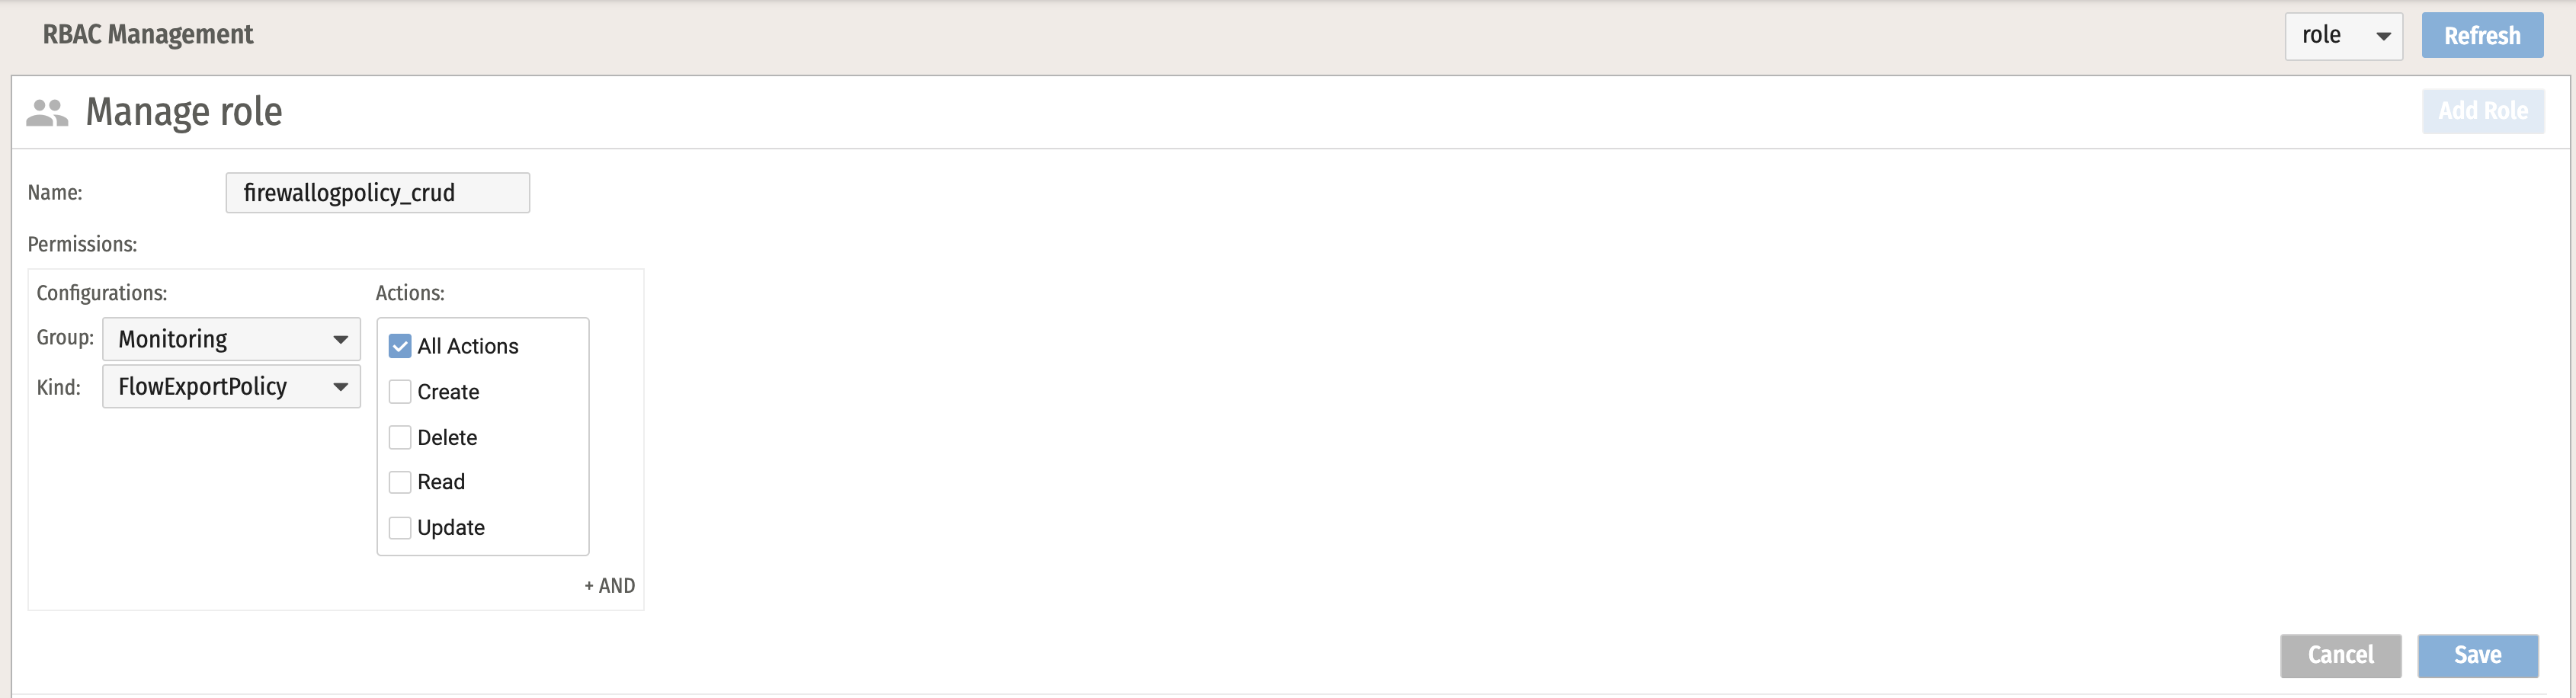 RBAC Management
role
Refresh
Manage role
Add Role
Name:
firewallogpolicy_crud
Permissions:
Configurations:
Actions:
Group:
Monitoring
Kind:
FlowExportPolicy
All Actions
Create
Delete
Read
Update
+ AND
Cancel
Save